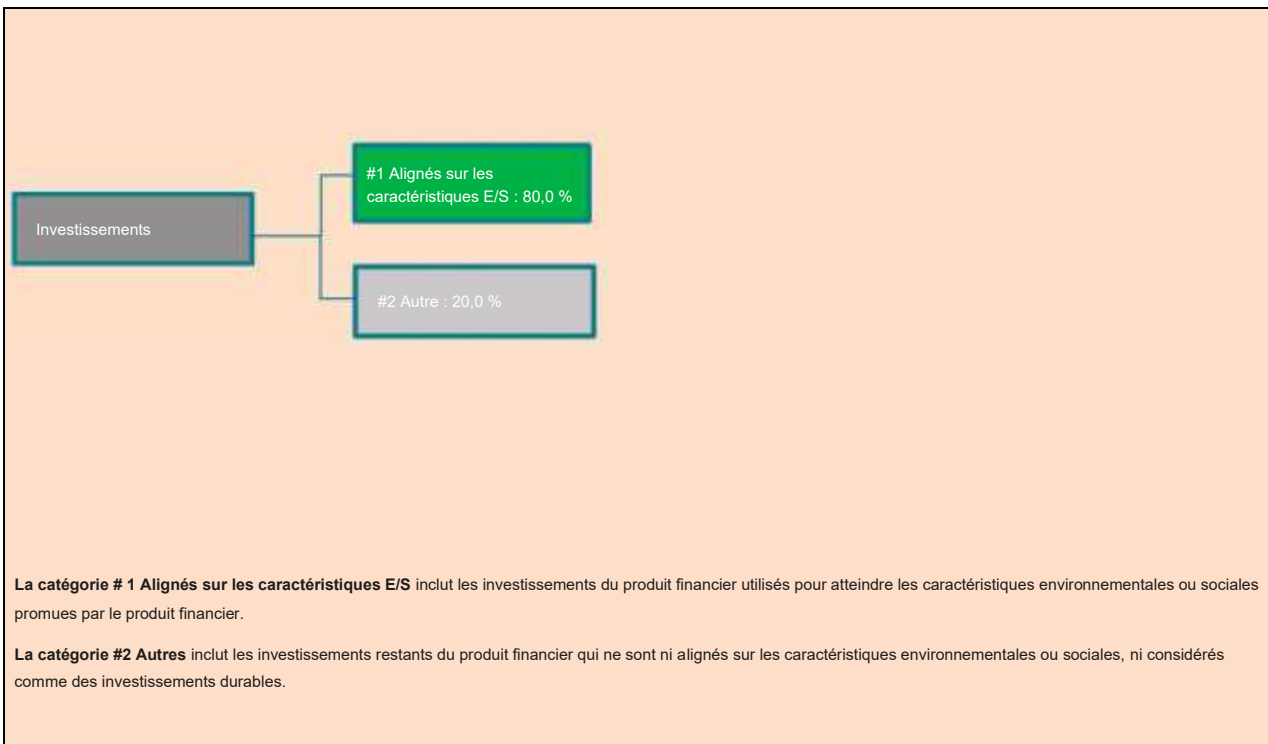 #1 Alignés sur les
caractéristiques E/S : 80,0 %
Investissements
#2 Autre : 20,0 %
La catégorie # 1 Alignés sur les caractéristiques E/S inclut les investissements du produit financier utilisés pour atteindre les caractéristiques environnementales ou sociales
promues par le produit financier.
La catégorie #2 Autres inclut les investissements restants du produit financier qui ne sont ni alignés sur les caractéristiques environnementales ou sociales, ni considérés
comme des investissements durables.